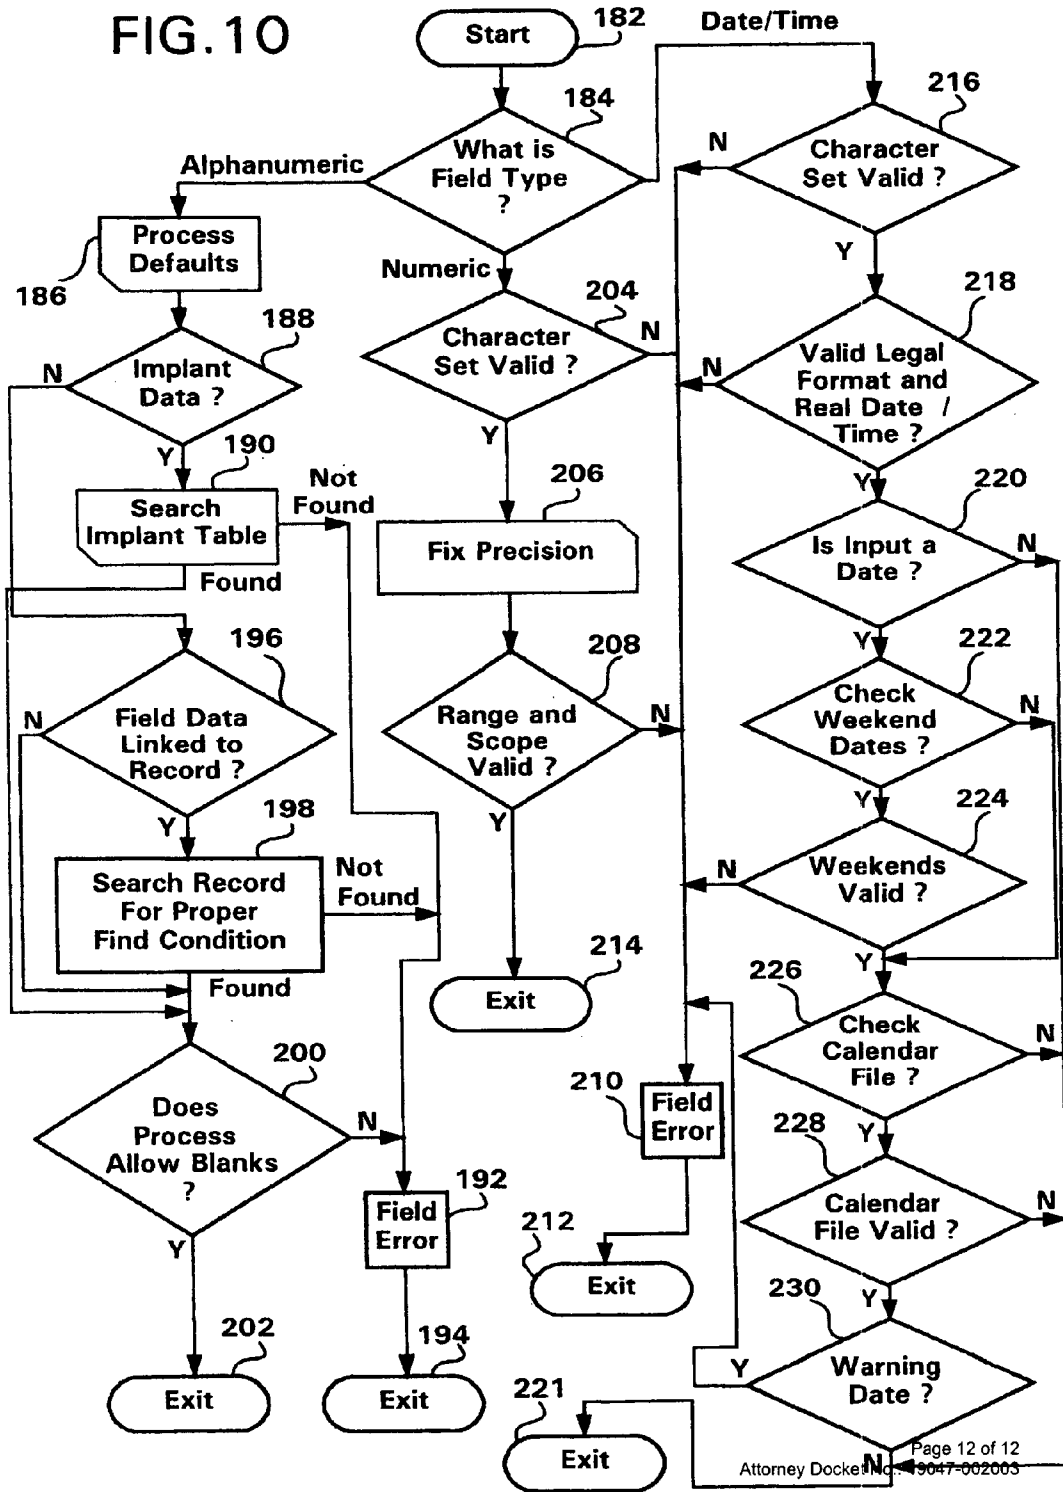 FIG.10
Start
182
Date/Time
184
What is
Field Type
?
Alphanumeric
216
Character
Set Valid ?
N
Y
Process
Defaults
186
Numeric
204
Character
Set Valid ?
N
Y
218
Valid Legal
Format and
Real Date /
Time ?
N
Y
188
Implant
Data ?
N
Y
190
Search
Implant Table
Not
Found
Found
206
Fix Precision
220
Is Input a
Date ?
N
Y
196
Field Data
Linked to
Record ?
N
Y
208
Range and
Scope
Valid ?
N
Y
222
Check
Weekend
Dates ?
N
Y
198
Search Record
For Proper
Find Condition
Not
Found
Found
224
Weekends
Valid ?
N
Y
214
Exit
226
Check
Calendar
File ?
N
Y
200
Does
Process
Allow Blanks
?
N
Y
210
Field
Error
228
Calendar
File Valid ?
N
Y
192
Field
Error
212
Exit
230
Warning
Date ?
Y
N
202
Exit
194
Exit
221
Exit
Page 12 of 12
Attorney Docket No.: 19047-002003